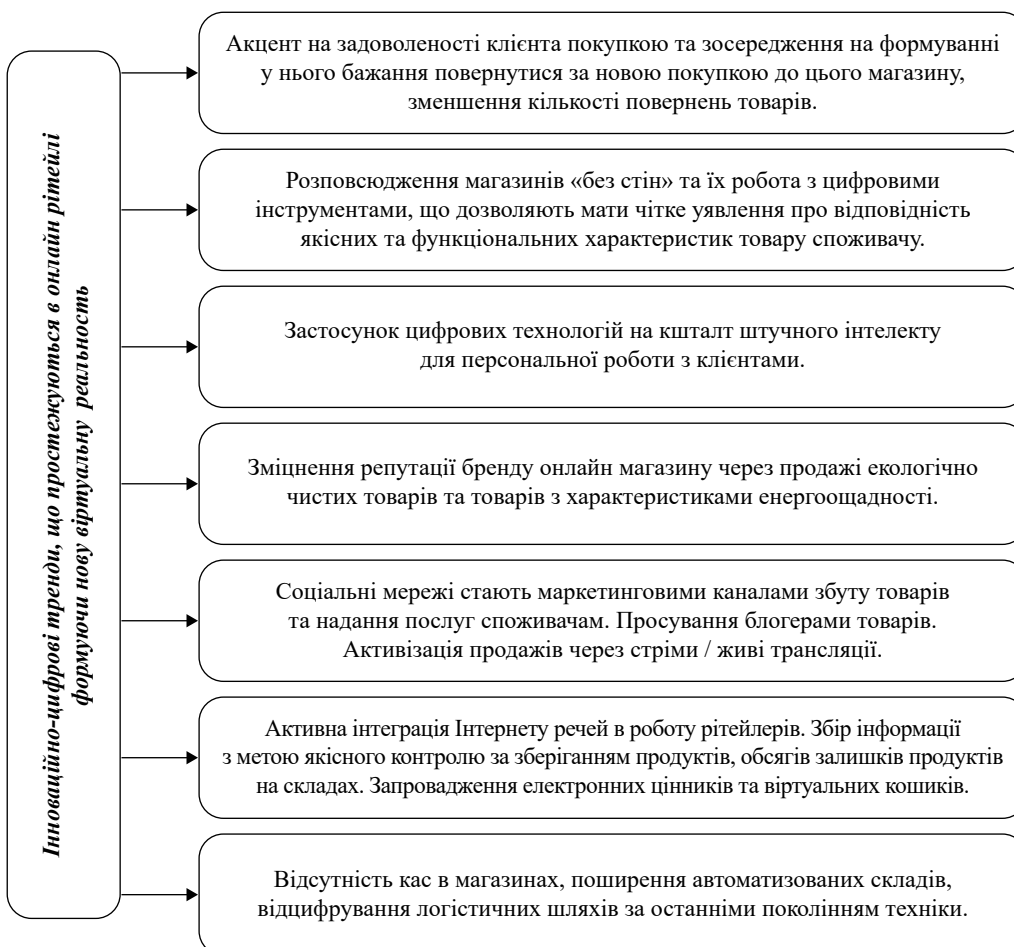 Інноваційно-цифрові тренди, що простежуються в онлайн рітейлі
формуючи нову віртуальну реальность
Акцент на задоволеності клієнта покупкою та зосередження на формуванні
у нього бажання повернутися за новою покупкою до цього магазину,
зменшення кількості повернень товарів.
Розповсюдження магазинів «без стін» та їх робота з цифровими
інструментами, що дозволяють мати чітке уявлення про відповідність
якісних та функціональних характеристик товару споживачу.
Застосунок цифрових технологій на кшталт штучного інтелекту
для персональної роботи з клієнтами.
Зміцнення репутації бренду онлайн магазину через продажі екологічно
чистих товарів та товарів з характеристиками енергоощадності.
Соціальні мережі стають маркетинговими каналами збуту товарів
та надання послуг споживачам. Просування блогерами товарів.
Активізація продажів через стріми / живі трансляції.
Активна інтеграція Інтернету речей в роботу рітейлерів. Збір інформації
з метою якісного контролю за зберіганням продуктів, обсягів залишків продуктів
на складах. Запровадження електронних цінників та віртуальних кошиків.
Відсутність кас в магазинах, поширення автоматизованих складів,
відцифрування логістичних шляхів за останніми поколінням техніки.